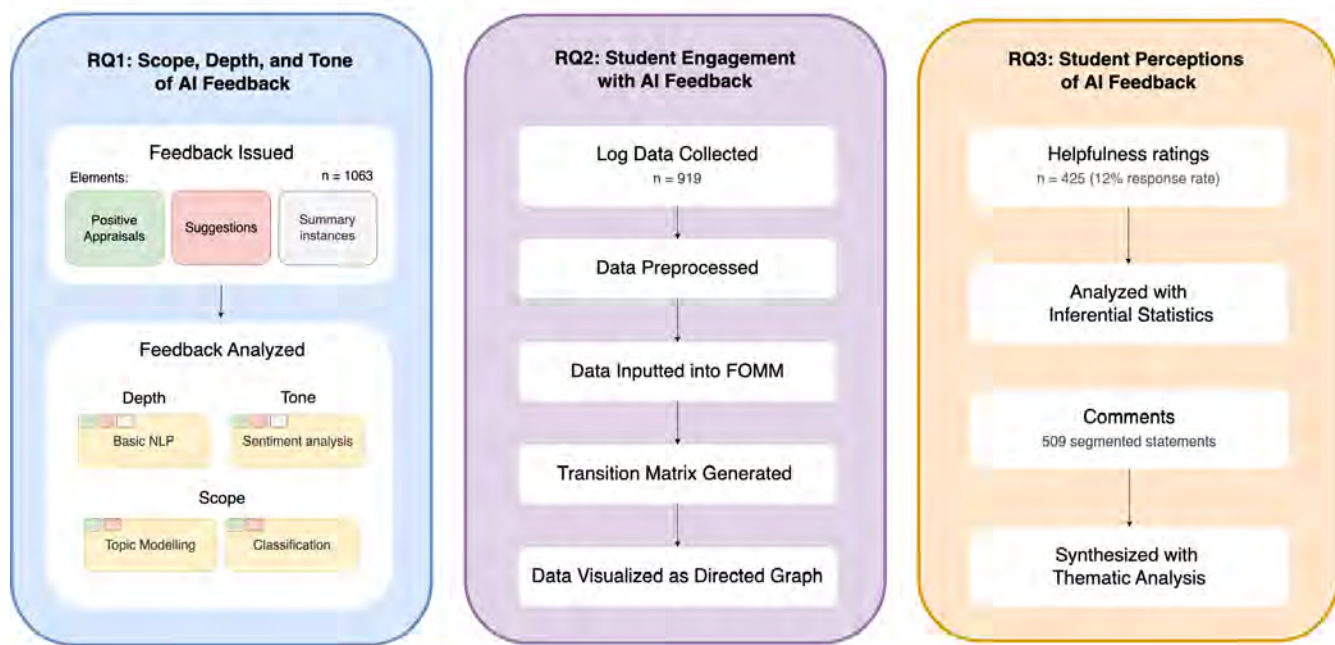 RQ1: Scope, Depth, and Tone
of AI Feedback
Feedback Issued
Elements:
n = 1063
Positive
Appraisals
Suggestions
Summary
instances
Feedback Analyzed
Depth
Tone
Basic NLP
Sentiment analysis
Scope
Topic Modelling
Classification
RQ2: Student Engagement
with AI Feedback
Log Data Collected
n = 919
Data Preprocessed
Data Inputted into FOMM
Transition Matrix Generated
Data Visualized as Directed Graph
RQ3: Student Perceptions
of AI Feedback
Helpfulness ratings
n = 425 (12% response rate)
Analyzed with
Inferential Statistics
Comments
509 segmented statements
Synthesized with
Thematic Analysis